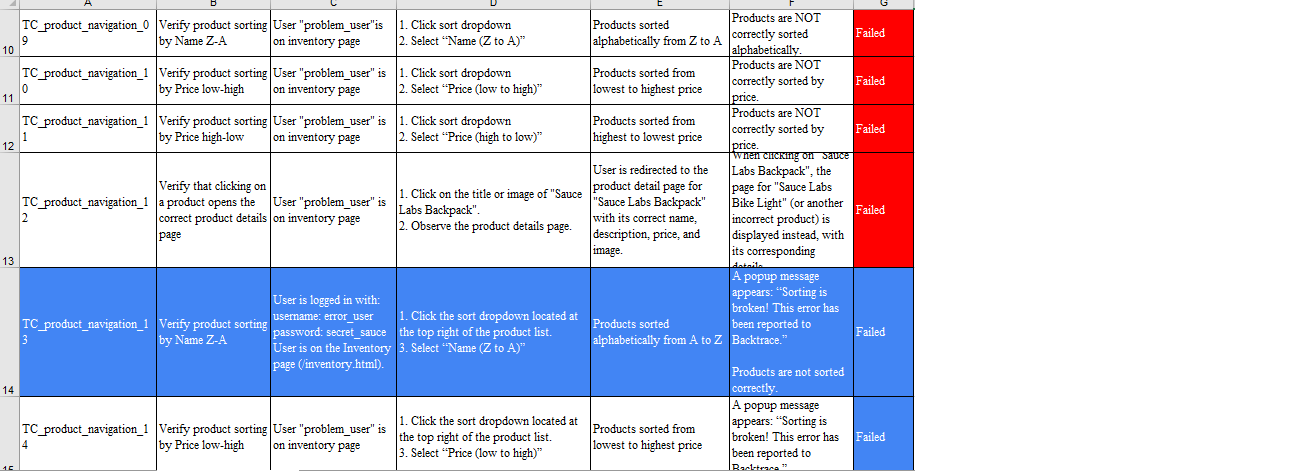 A B C D E F G
10
TC_product_navigation_0
9
Verify product sorting
by Name Z-A
User "problem_user"is
on inventory page
1. Click sort dropdown
2. Select “Name (Z to A)”
Products sorted
alphabetically from Z to A
Products are NOT
correctly sorted
alphabetically.
Failed
11
TC_product_navigation_1
0
Verify product sorting
by Price low-high
User "problem_user" is
on inventory page
1. Click sort dropdown
2. Select “Price (low to high)”
Products sorted from
lowest to highest price
Products are NOT
correctly sorted by
price.
Failed
12
TC_product_navigation_1
1
Verify product sorting
by Price high-low
User "problem_user" is
on inventory page
1. Click sort dropdown
2. Select “Price (high to low)”
Products sorted from
highest to lowest price
Products are NOT
correctly sorted by
price.
Failed
13
TC_product_navigation_1
2
Verify that clicking on
a product opens the
correct product details
page
User "problem_user" is
on inventory page
1. Click on the title or image of "Sauce
Labs Backpack".
2. Observe the product details page.
User is redirected to the
product detail page for
"Sauce Labs Backpack"
with its correct name,
description, price, and
image.
When clicking on "Sauce
Labs Backpack", the
page for "Sauce Labs
Bike Light" (or another
incorrect product) is
displayed instead, with
its corresponding
details.
Failed
14
TC_product_navigation_1
3
Verify product sorting
by Name Z-A
User is logged in with:
username: error_user
password: secret_sauce
User is on the Inventory
page (/inventory.html).
1. Click the sort dropdown located at
the top right of the product list.
3. Select “Name (Z to A)”
Products sorted
alphabetically from A to Z
A popup message
appears: “Sorting is
broken! This error has
been reported to
Backtrace.”
Products are not sorted
correctly.
Failed
15
TC_product_navigation_1
4
Verify product sorting
by Price low-high
User "problem_user" is
on inventory page
1. Click the sort dropdown located at
the top right of the product list.
3. Select “Price (low to high)”
Products sorted from
lowest to highest price
A popup message
appears: “Sorting is
broken! This error has
been reported to
Backtrace.”
Failed